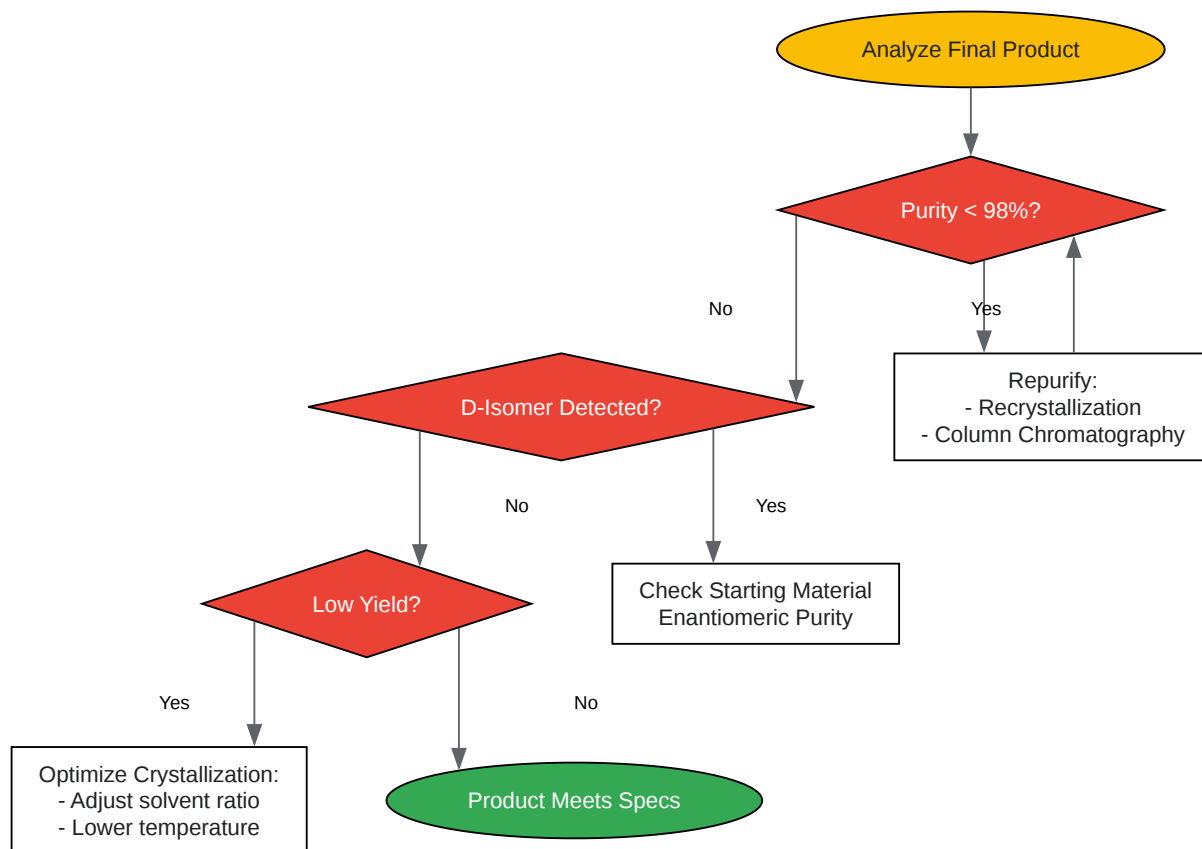 Analyze Final Product
Purity < 98%?
No
Yes
Repurify:
- Recrystallization
- Column Chromatography
D-Isomer Detected?
No
Yes
Low Yield?
Check Starting Material
Enantiomeric Purity
Yes
No
Optimize Crystallization:
- Adjust solvent ratio
- Lower temperature
Product Meets Specs